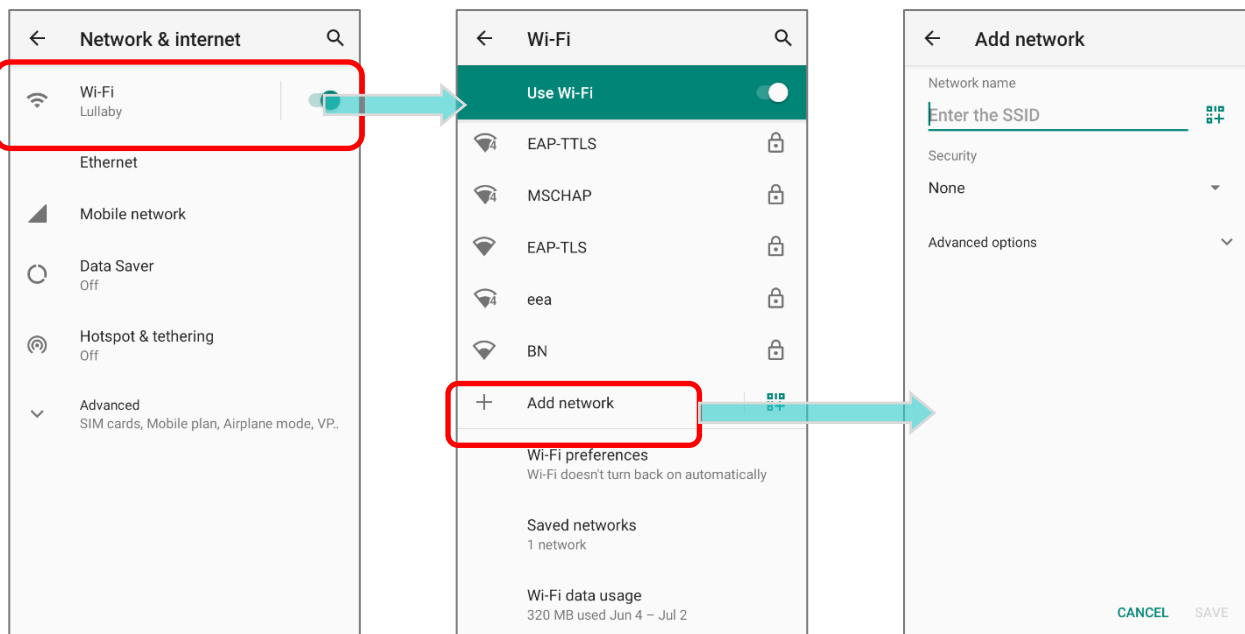 Network & internet
Wi-Fi
Lullaby
Ethernet
Mobile network
Data Saver
Off
Hotspot & tethering
Off
Advanced
SIM cards, Mobile plan, Airplane mode, VP..
Wi-Fi
Use Wi-Fi
4 EAP-TTLS
4 MSCHAP
EAP-TLS
4 eea
BN
Add network
Wi-Fi preferences
Wi-Fi doesn't turn back on automatically
Saved networks
1 network
Wi-Fi data usage
320 MB used Jun 4 – Jul 2
Add network
Network name
Enter the SSID
Security
None
Advanced options
CANCEL SAVE